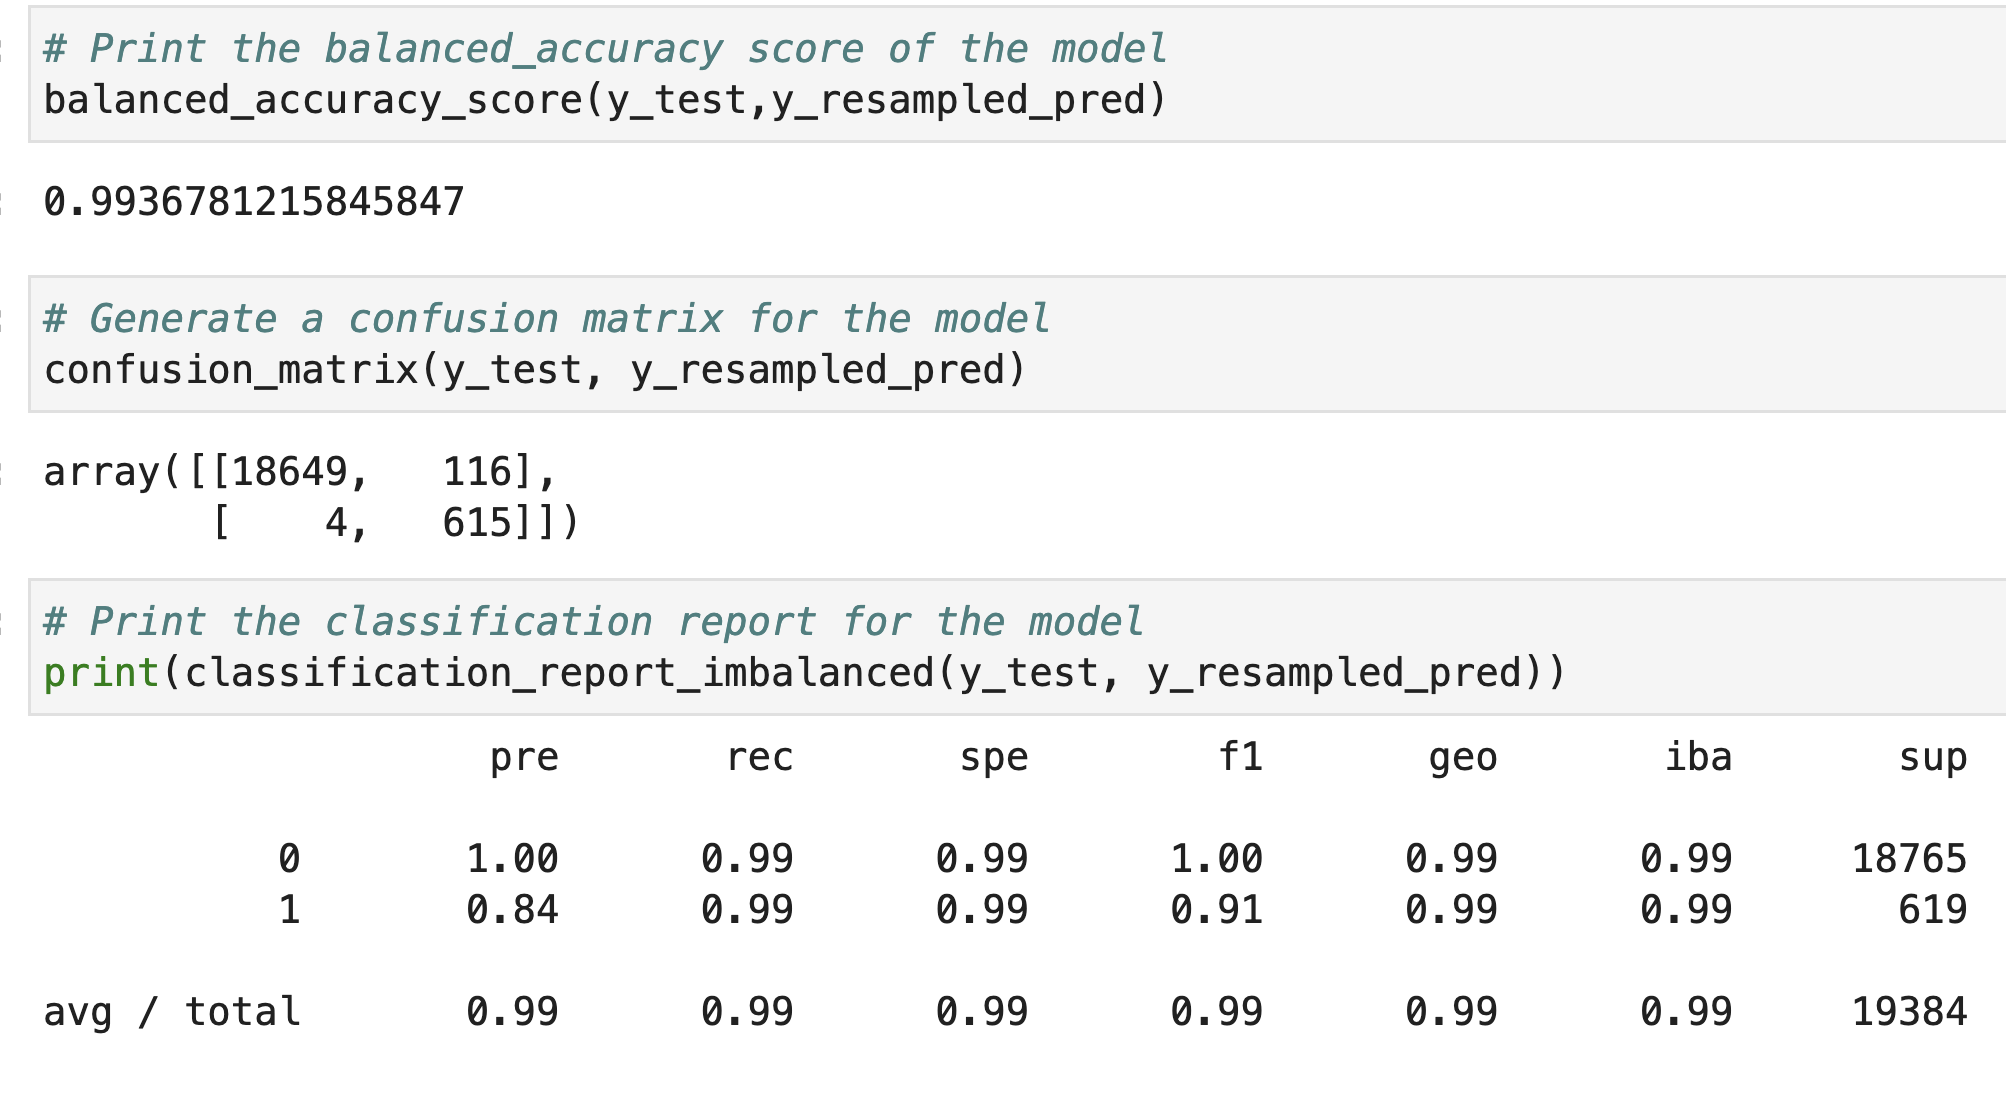 # Print the balanced_accuracy score of the model
balanced_accuracy_score(y_test,y_resampled_pred)
0.9936781215845847
# Generate a confusion matrix for the model
confusion_matrix(y_test, y_resampled_pred)
array([[18649,   116],
       [    4,   615]])
# Print the classification report for the model
print(classification_report_imbalanced(y_test, y_resampled_pred))
                   pre       rec       spe        f1       geo       iba       sup
          0       1.00      0.99      0.99      1.00      0.99      0.99     18765
          1       0.84      0.99      0.99      0.91      0.99      0.99       619
avg / total       0.99      0.99      0.99      0.99      0.99      0.99     19384